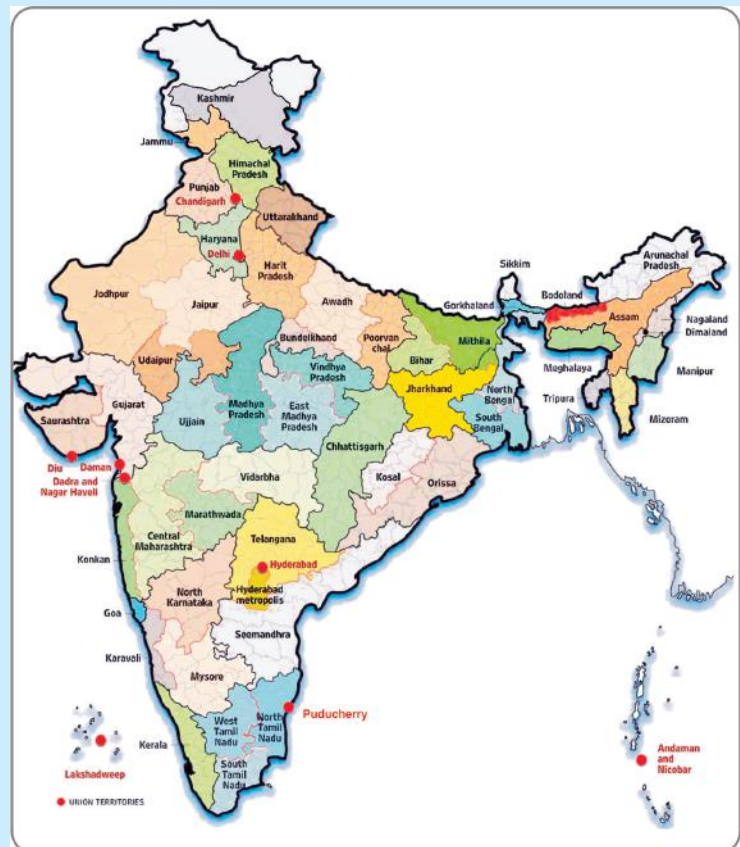 Kashmir
Jammu
Himachal
Pradesh
Punjab
Chandigarh
Uttarakhand
Haryana
Delhi
Harit
Pradesh
Jodhpur
Jaipur
Awadh
Sikkim
Arunachal
Pradesh
Gorkhaland
Bodoland
Assam
Nagaland
Dimaland
Udaipur
Bundelkhand
Poorvan
chal
Mithila
Bihar
Meghalaya
Manipur
Vindhya
Pradesh
Jharkhand
North
Bengal
Tripura
Mizoram
Gujarat
Saurashtra
Ujjain
Madhya
Pradesh
East
Madhya
Pradesh
South
Bengal
Chhattisgarh
Diu
Daman
Dadra and
Nagar Haveli
Vidarbha
Kosal
Orissa
Marathwada
Central
Maharashtra
Telangana
Konkan
Hyderabad
North
Karnataka
Hyderabad
metropolis
Goa
Seemandhra
Karavali
Mysore
Puducherry
West
Tamil
Nadu
North
Tamil
Nadu
Kerala
South
Tamil
Nadu
Lakshadweep
Andaman
and
Nicobar
UNION TERRITORIES